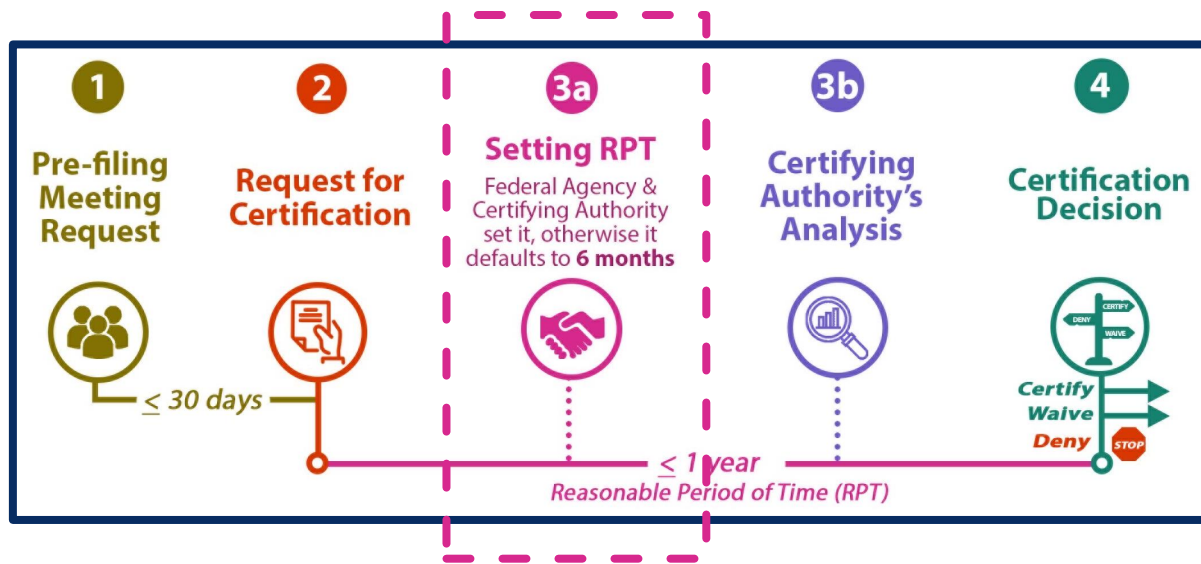 1
Pre-filing
Meeting
Request
≤ 30 days
2
Request for
Certification
3a
Setting RPT
Federal Agency &
Certifying Authority
set it, otherwise it
defaults to 6 months
3b
Certifying
Authority's
Analysis
≤ 1 year
Reasonable Period of Time (RPT)
4
Certification
Decision
CERTIFY
DENY
WAIVE
Certify
Waive
Deny STOP